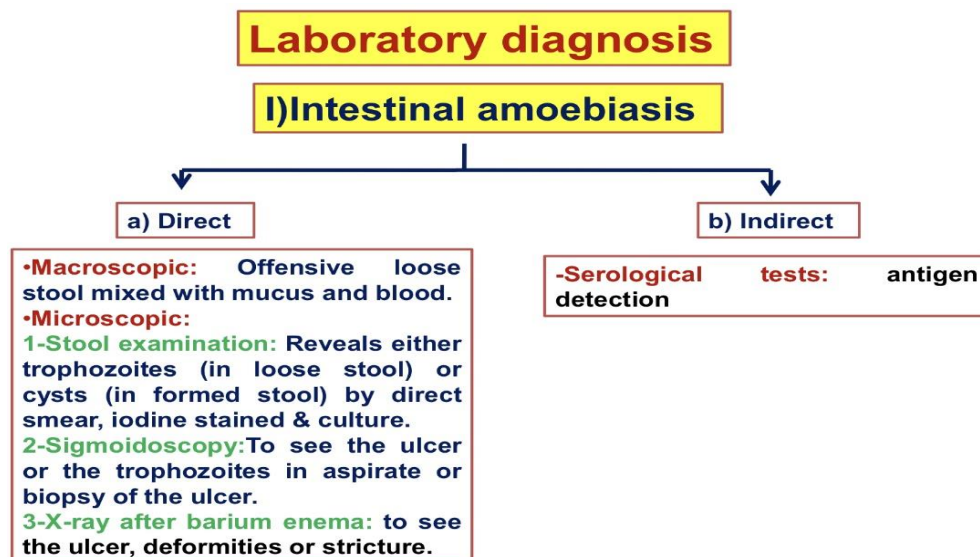 Laboratory diagnosis
I)Intestinal amoebiasis
a) Direct
•Macroscopic: Offensive loose
stool mixed with mucus and blood.
•Microscopic:
1-Stool examination: Reveals either
trophozoites (in loose stool) or
cysts (in formed stool) by direct
smear, iodine stained & culture.
2-Sigmoidoscopy:To see the ulcer
or the trophozoites in aspirate or
biopsy of the ulcer.
3-X-ray after barium enema: to see
the ulcer, deformities or stricture.
b) Indirect
-Serological tests: antigen
detection